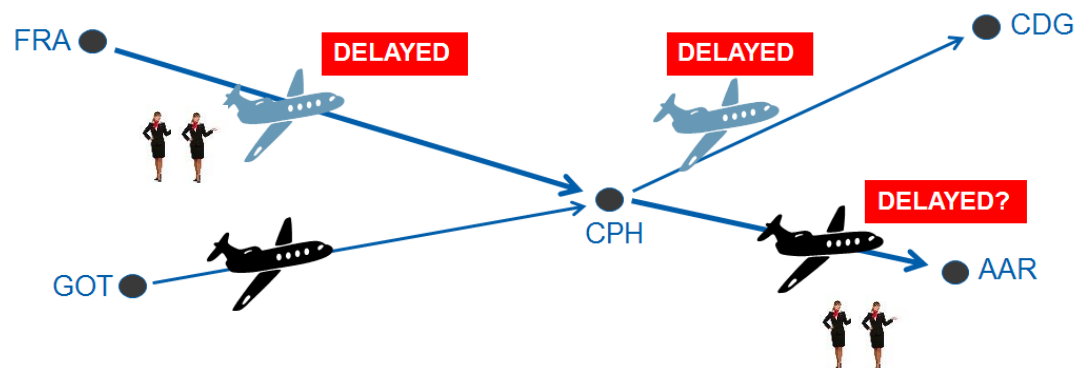 FRA
DELAYED
DELAYED
CDG
DELAYED?
CPH
GOT
AAR